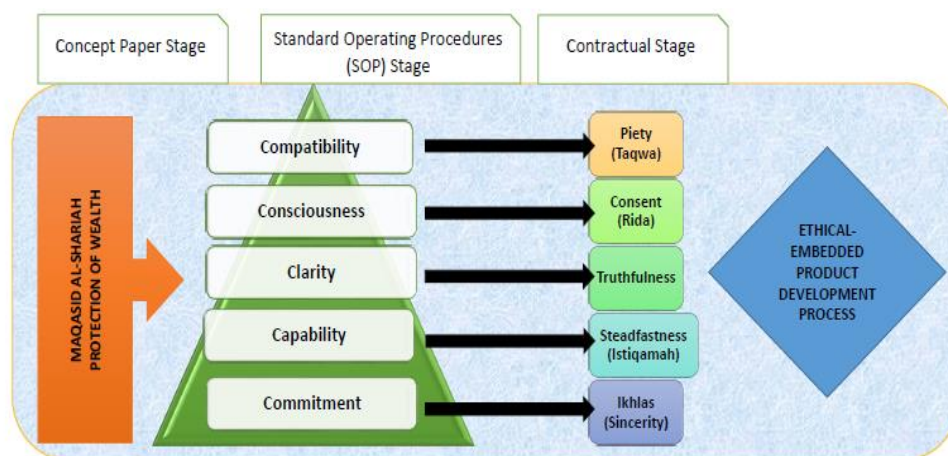 Concept Paper Stage
Standard Operating Procedures
(SOP) Stage
Contractual Stage
MAQASID AL-SHARIAH
PROTECTION OF WEALTH
Compatibility
Consciousness
Clarity
Capability
Commitment
Piety
(Taqwa)
Consent
(Rida)
Truthfulness
Steadfastness
(Istiqamah)
Ikhlas
(Sincerity)
ETHICAL-
EMBEDDED
PRODUCT
DEVELOPMENT
PROCESS